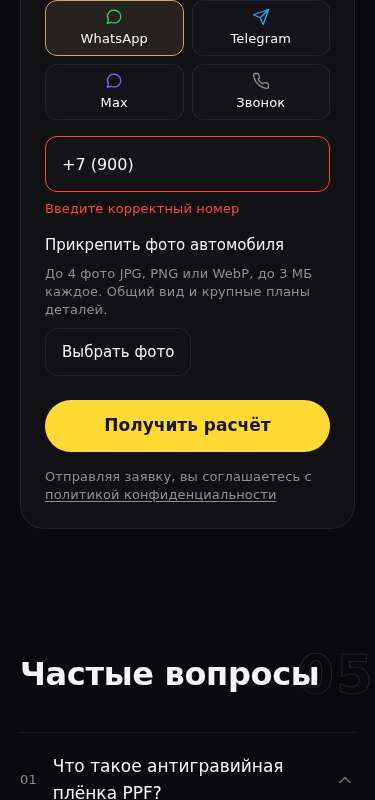 WhatsApp
Telegram
Max
Звонок
+7 (900)
Введите корректный номер
Прикрепить фото автомобиля
До 4 фото JPG, PNG или WebP, до 3 МБ
каждое. Общий вид и крупные планы
деталей.
Выбрать фото
Получить расчёт
Отправляя заявку, вы соглашаетесь с
политикой конфиденциальности
05
Частые вопросы
01
Что такое антигравийная
плёнка PPF?